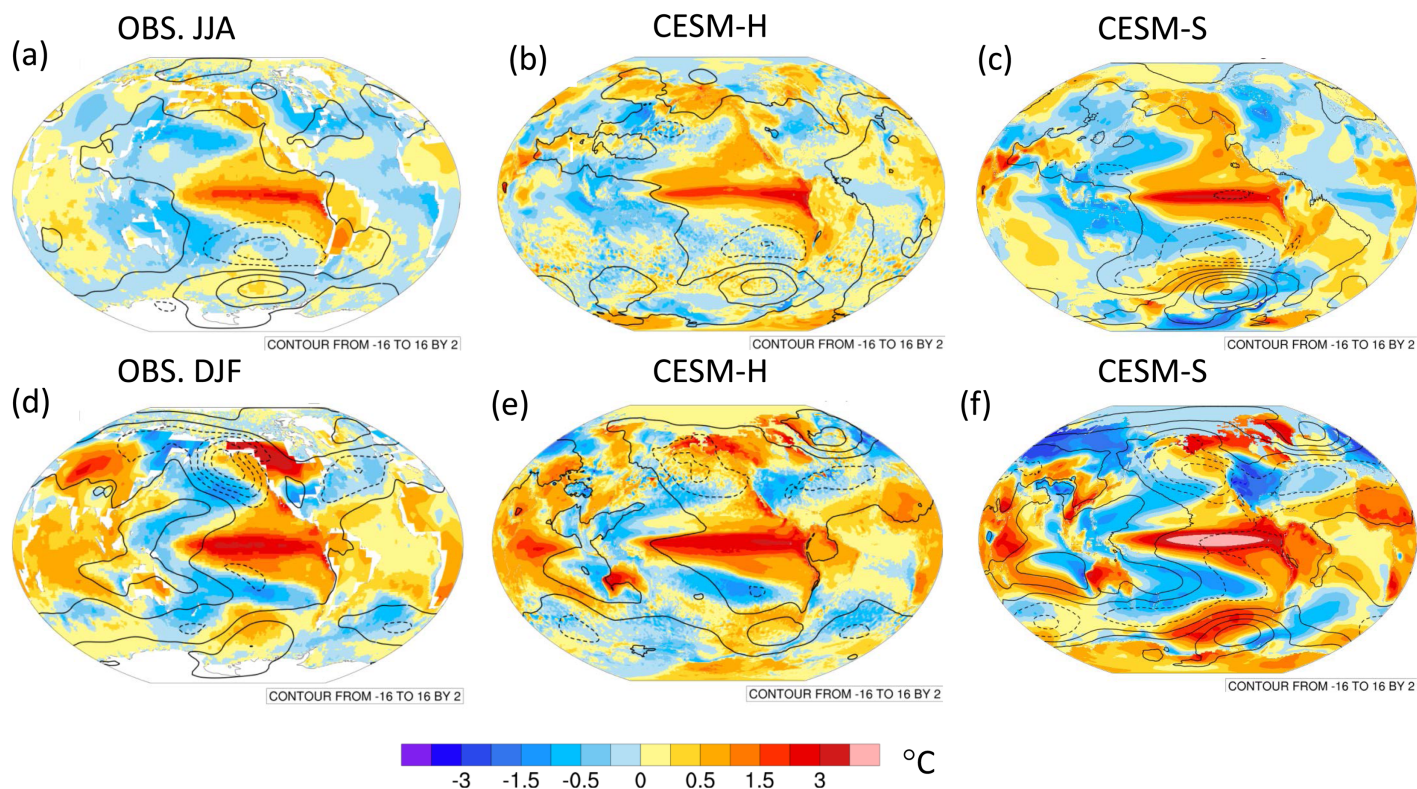 OBS. JJA
CESM-H
CESM-S
(a)
(b)
(c)
CONTOUR FROM -16 TO 16 BY 2
CONTOUR FROM -16 TO 16 BY 2
CONTOUR FROM -16 TO 16 BY 2
OBS. DJF
CESM-H
CESM-S
(d)
(e)
(f)
CONTOUR FROM -16 TO 16 BY 2
CONTOUR FROM -16 TO 16 BY 2
CONTOUR FROM -16 TO 16 BY 2
-3 -1.5 -0.5 0 0.5 1.5 3 °C